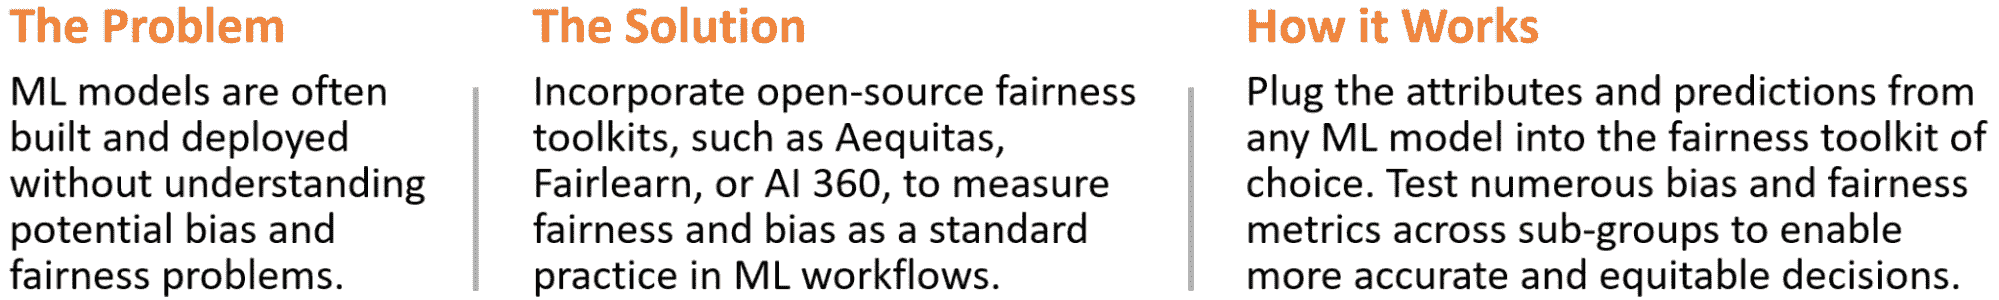 The Problem
ML models are often
built and deployed
without understanding
potential bias and
fairness problems.
The Solution
Incorporate open-source fairness
toolkits, such as Aequitas,
Fairlearn, or AI 360, to measure
fairness and bias as a standard
practice in ML workflows.
How it Works
Plug the attributes and predictions from
any ML model into the fairness toolkit of
choice. Test numerous bias and fairness
metrics across sub-groups to enable
more accurate and equitable decisions.